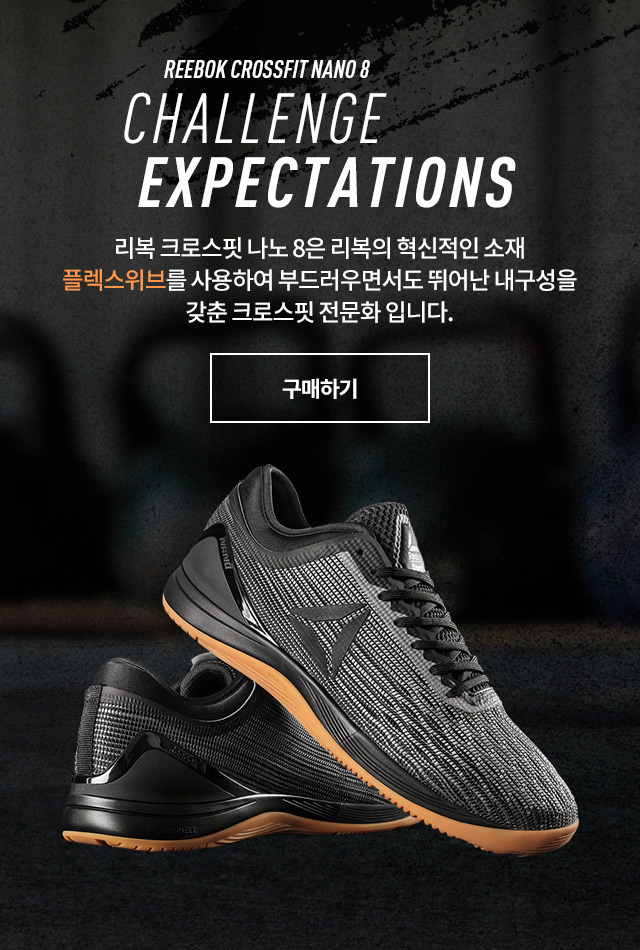 REEBOK CROSSFIT NANO 8
CHALLENGE
EXPECTATIONS
리복 크로스핏 나노 8은 리복의 혁신적인 소재
플렉스위브를 사용하여 부드러우면서도 뛰어난 내구성을
갖춘 크로스핏 전문화 입니다.
구매하기
NANO